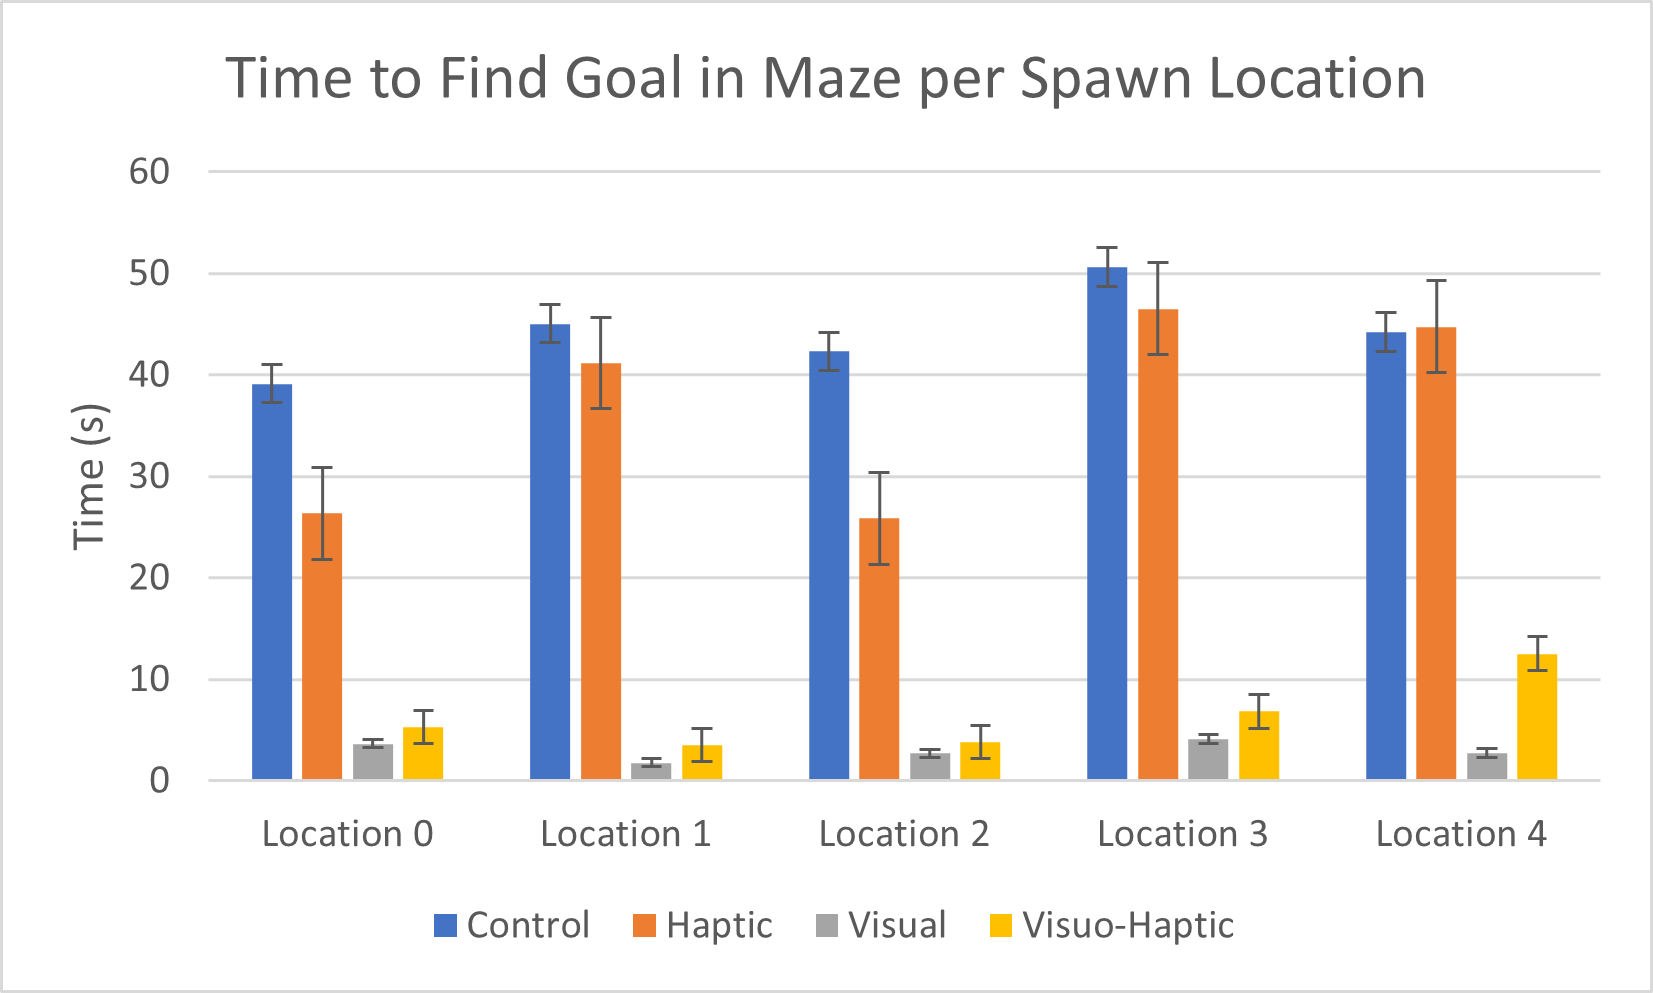 Time to Find Goal in Maze per Spawn Location
60
50
40
30
20
10
0
Time (s)
Location 0 Location 1 Location 2 Location 3 Location 4
Control Haptic Visual Visuo-Haptic